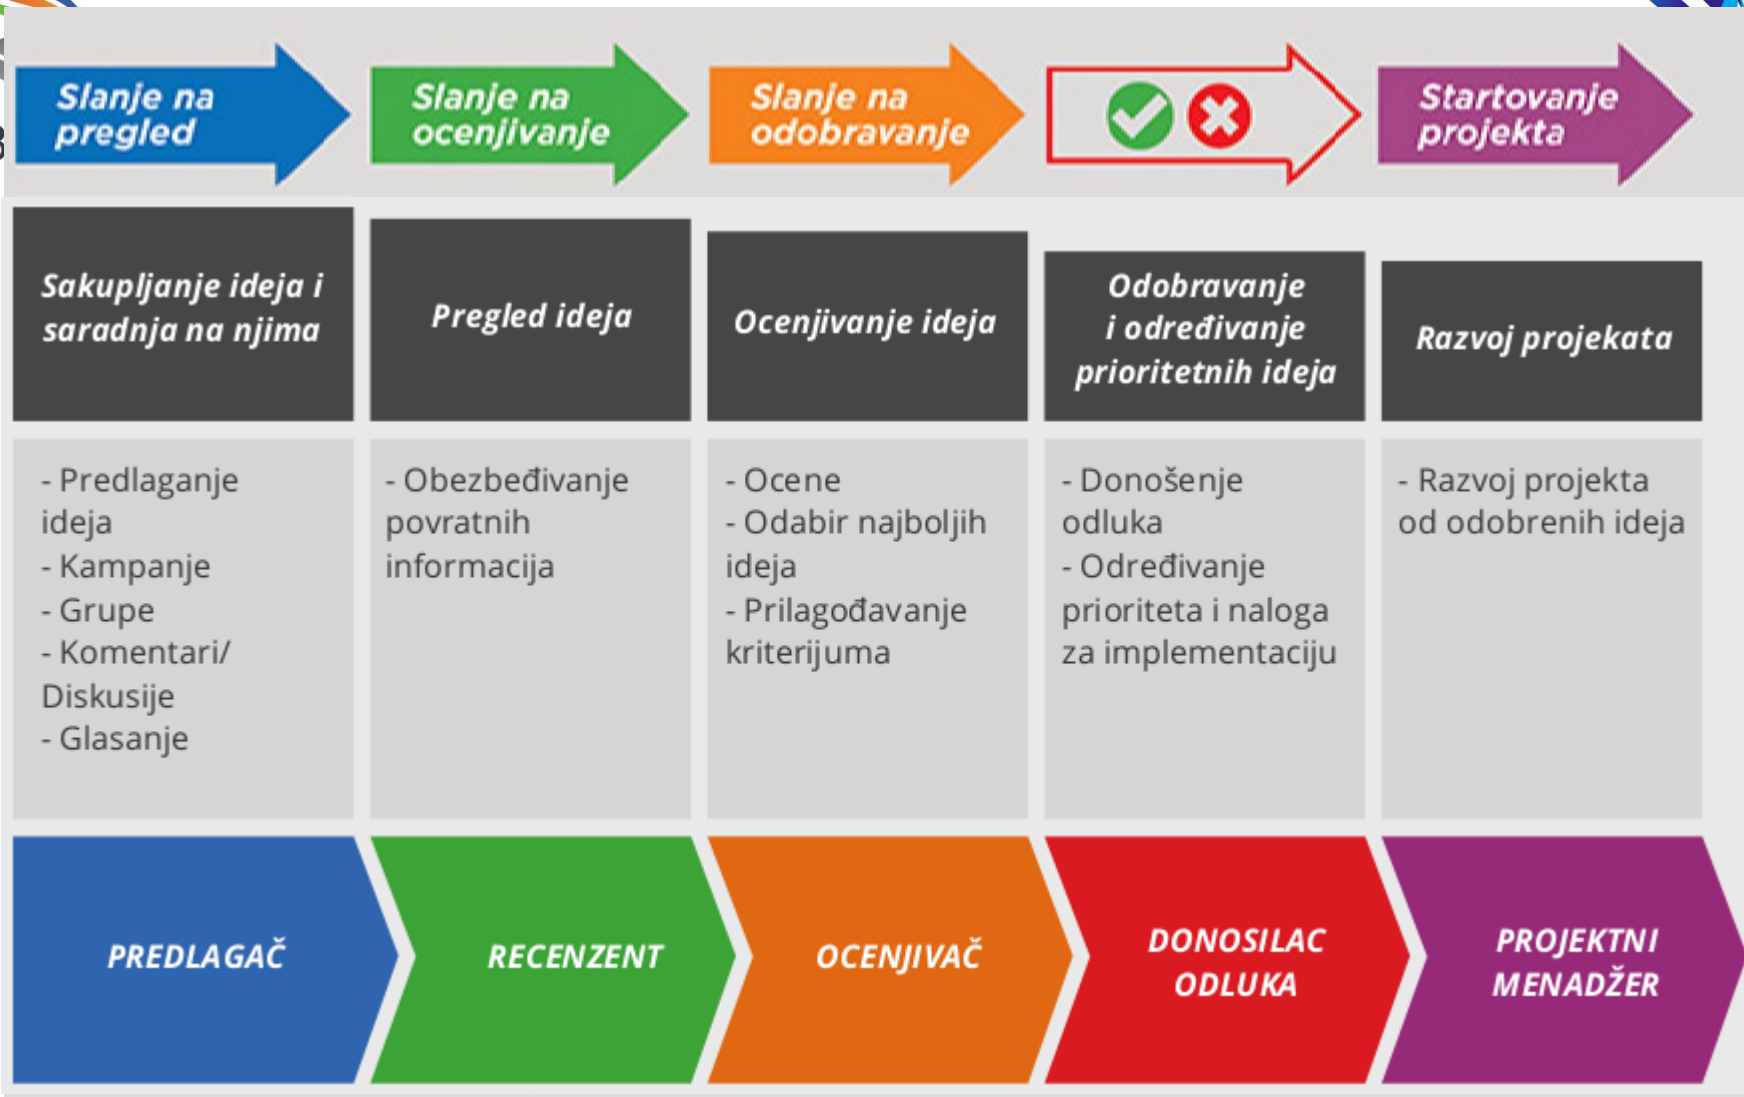 Slanje na
pregled
Slanje na
ocenjivanje
Slanje na
odobravanje
Startovanje
projekta
Sakupljanje ideja i
saradnja na njima
Pregled ideja
Ocenjivanje ideja
Odobravanje
i određivanje
prioritetnih ideja
Razvoj projekata
- Predlaganje
ideja
- Kampanje
- Grupe
- Komentari/
Diskusije
- Glasanje
- Obezbeđivanje
povratnih
informacija
- Ocene
- Odabir najboljih
ideja
- Prilagođavanje
kriterijuma
- Donošenje
odluka
- Određivanje
prioriteta i naloga
za implementaciju
- Razvoj projekta
od odobrenih ideja
PREDLAGAČ
RECENZENT
OCENJIVAČ
DONOSILAC
ODLUKA
PROJEKTNI
MENADŽER